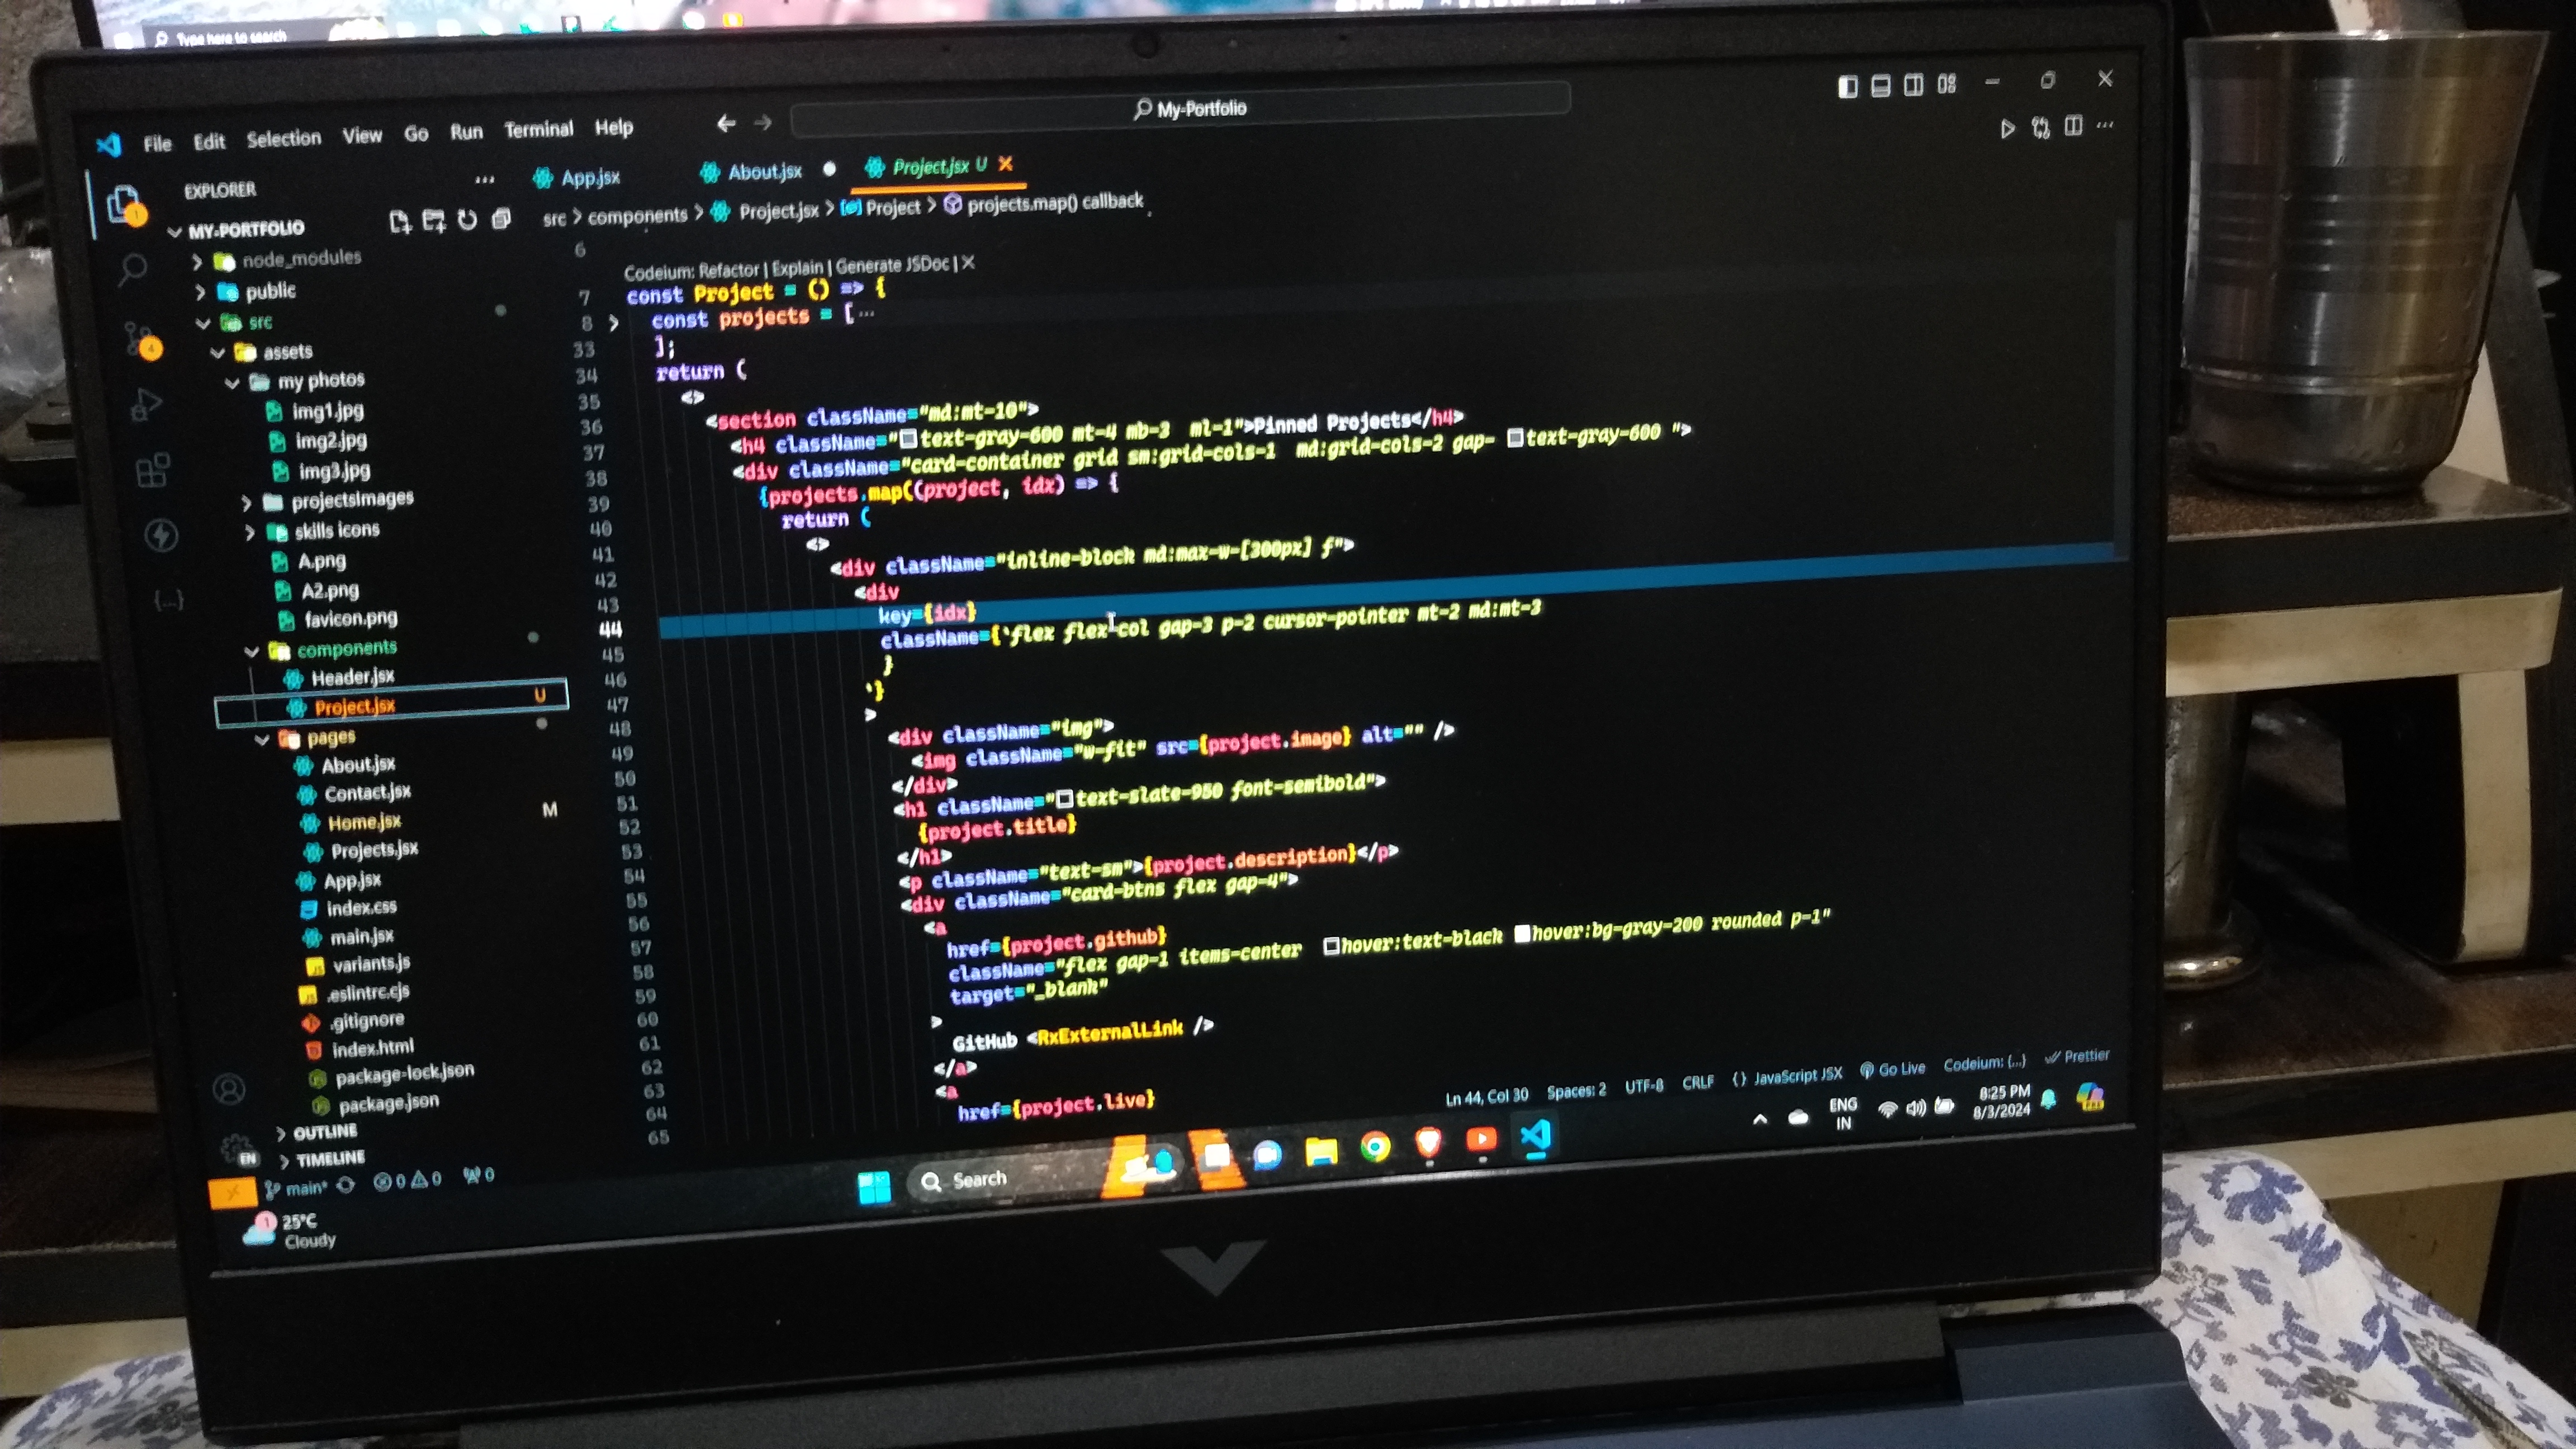 Type here to search
File Edit Selection View Go Run Terminal Help
My-Portfolio
EXPLORER
App.jsx
About.jsx
Project.jsx U
src > components > Project.jsx > Project > projects.map() callback
MY-PORTFOLIO
node_modules
public
src
assets
my photos
img1.jpg
img2.jpg
img3.jpg
projectsImages
skills icons
A.png
A2.png
favicon.png
components
Header.jsx
Project.jsx U
pages
About.jsx
Contact.jsx
Home.jsx M
Projects.jsx
App.jsx
index.css
main.jsx
variants.js
.eslintrc.cjs
.gitignore
index.html
package-lock.json
package.json
OUTLINE
TIMELINE
6
Codeium: Refactor | Explain | Generate JSDoc | X
7 const Project = () => {
8 const projects = [...
33 ];
34 return (
35 <>
36 <section className="md:mt-10">
37 <h4 className="text-gray-600 mt-4 mb-3 ml-1">Pinned Projects</h4>
38 <div className="card-container grid sm:grid-cols-1 md:grid-cols-2 gap- text-gray-600 ">
39 {projects.map((project, idx) => {
40 return (
41 <>
42 <div className="inline-block md:max-w-[300px] f">
43 <div
44 key={idx}
45 className={`flex flex-col gap-3 p-2 cursor-pointer mt-2 md:mt-3
46 }
47 `}
48 >
49 <div className="img">
50 <img className="w-fit" src={project.image} alt="" />
51 </div>
52 <h1 className="text-slate-950 font-semibold">
53 {project.title}
54 </h1>
55 <p className="text-sm">{project.description}</p>
56 <div className="card-btns flex gap-4">
57 <a
58 href={project.github}
59 className="flex gap-1 items-center hover:text-black hover:bg-gray-200 rounded p-1"
60 target="_blank"
61 >
62 GitHub <RxExternalLink />
63 </a>
64 <a
65 href={project.live}
main* 0 0 0
Ln 44, Col 30 Spaces: 2 UTF-8 CRLF {} JavaScript JSX Go Live Codeium: {...} Prettier
25°C
Cloudy
Search
ENG
IN
8:25 PM
8/3/2024